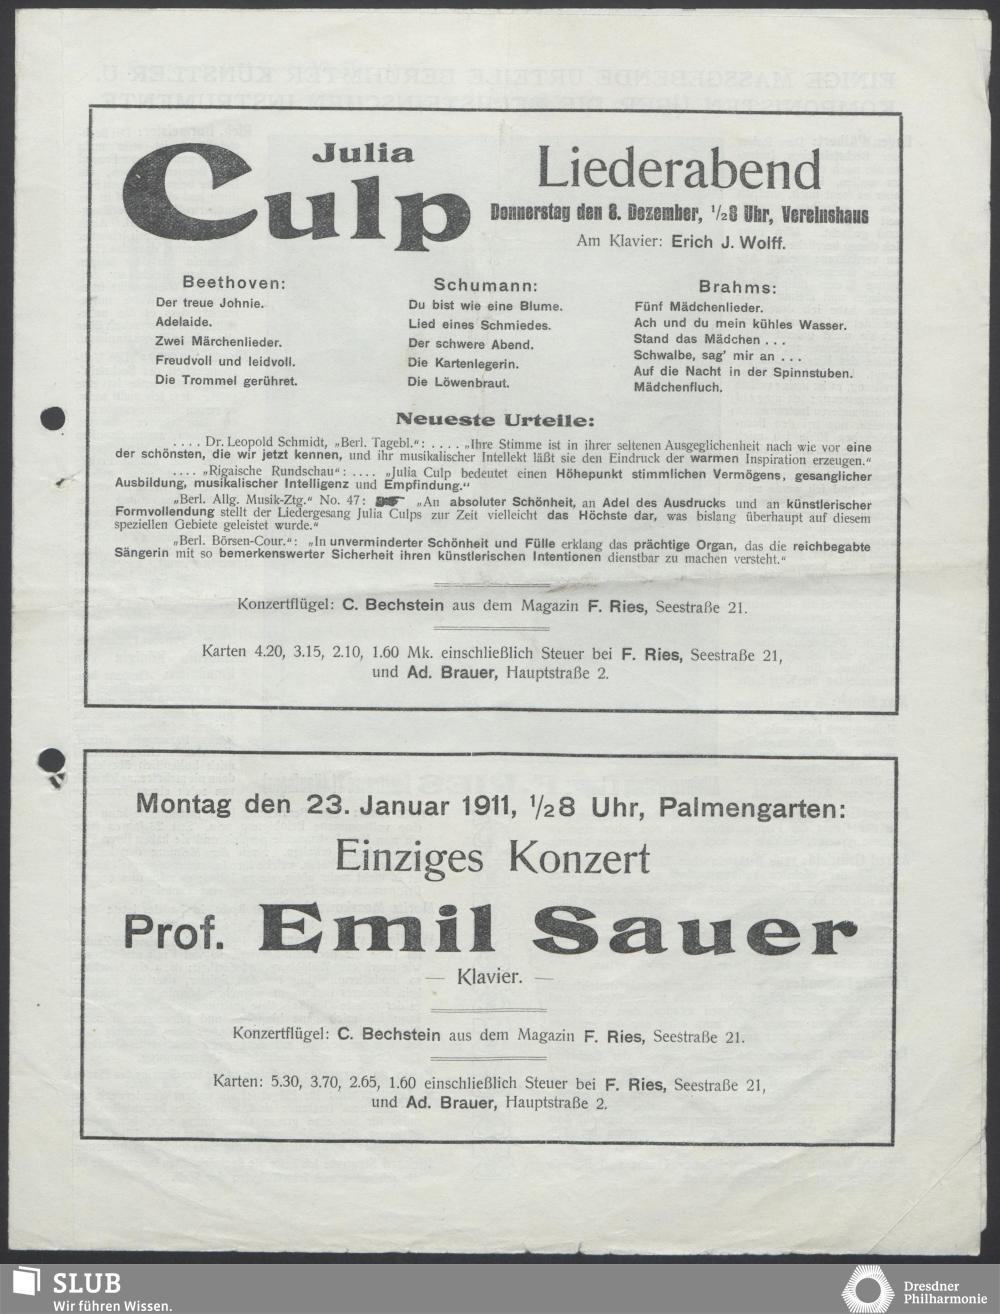 Julia
Culp
Liederabend
Donnerstag den 8. Dezember, 1/28 Uhr, Vereinshaus
Am Klavier: Erich J. Wolff.
Beethoven:
Der treue Johnie.
Adelaide.
Zwei Märchenlieder.
Freudvoll und leidvoll.
Die Trommel gerühret.
Schumann:
Du bist wie eine Blume.
Lied eines Schmiedes.
Der schwere Abend.
Die Kartenlegerin.
Die Löwenbraut.
Brahms:
Fünf Mädchenlieder.
Ach und du mein kühles Wasser.
Stand das Mädchen . . .
Schwalbe, sag' mir an . . .
Auf die Nacht in der Spinnstuben.
Mädchenfluch.
Neueste Urteile:
. . . . Dr. Leopold Schmidt, „Berl. Tagebl.“: . . . . „Ihre Stimme ist in ihrer seltenen Ausgeglichenheit nach wie vor eine
der schönsten, die wir jetzt kennen, und ihr musikalischer Intellekt läßt sie den Eindruck der warmen Inspiration erzeugen.“
. . . . „Rigaische Rundschau“: . . . . „Julia Culp bedeutet einen Höhepunkt stimmlichen Vermögens, gesanglicher
Ausbildung, musikalischer Intelligenz und Empfindung.“
„Berl. Allg. Musik-Ztg.“ No. 47: „An absoluter Schönheit, an Adel des Ausdrucks und an künstlerischer
Formvollendung stellt der Liedergesang Julia Culps zur Zeit vielleicht das Höchste dar, was bislang überhaupt auf diesem
speziellen Gebiete geleistet wurde.“
„Berl. Börsen-Cour.“: „In unverminderter Schönheit und Fülle erklang das prächtige Organ, das die reichbegabte
Sängerin mit so bemerkenswerter Sicherheit ihren künstlerischen Intentionen dienstbar zu machen versteht.“
Konzertflügel: C. Bechstein aus dem Magazin F. Ries, Seestraße 21.
Karten 4.20, 3.15, 2.10, 1.60 Mk. einschließlich Steuer bei F. Ries, Seestraße 21,
und Ad. Brauer, Hauptstraße 2.
Montag den 23. Januar 1911, 1/28 Uhr, Palmengarten:
Einziges Konzert
Prof. Emil Sauer
— Klavier. —
Konzertflügel: C. Bechstein aus dem Magazin F. Ries, Seestraße 21.
Karten: 5.30, 3.70, 2.65, 1.60 einschließlich Steuer bei F. Ries, Seestraße 21,
und Ad. Brauer, Hauptstraße 2.
SLUB
Wir führen Wissen.
Dresdner
Philharmonie